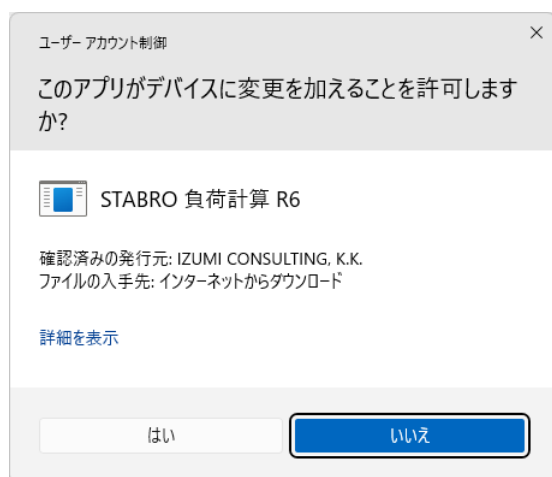 ユーザー アカウント制御
このアプリがデバイスに変更を加えることを許可します
か?
STABRO 負荷計算 R6
確認済みの発行元: IZUMI CONSULTING, K.K.
ファイルの入手先: インターネットからダウンロード
詳細を表示
はい
いいえ